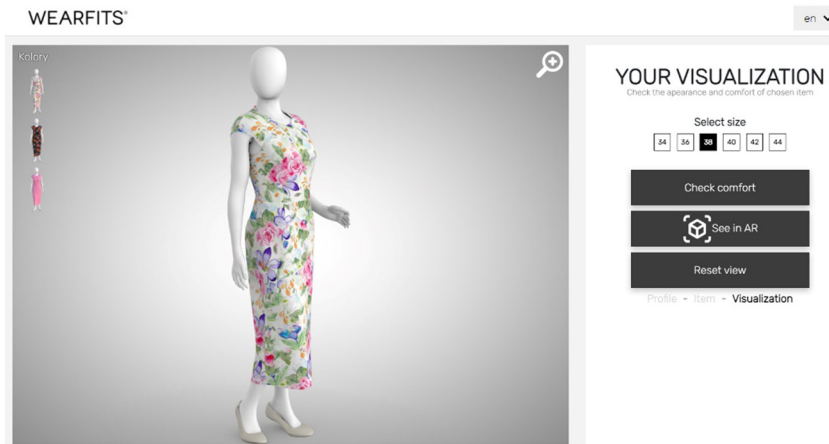 WEARFITS®
en
Kolory
YOUR VISUALIZATION
Check the apearance and comfort of chosen item
Select size
34 36 38 40 42 44
Check comfort
See in AR
Reset view
Profile - Item - Visualization